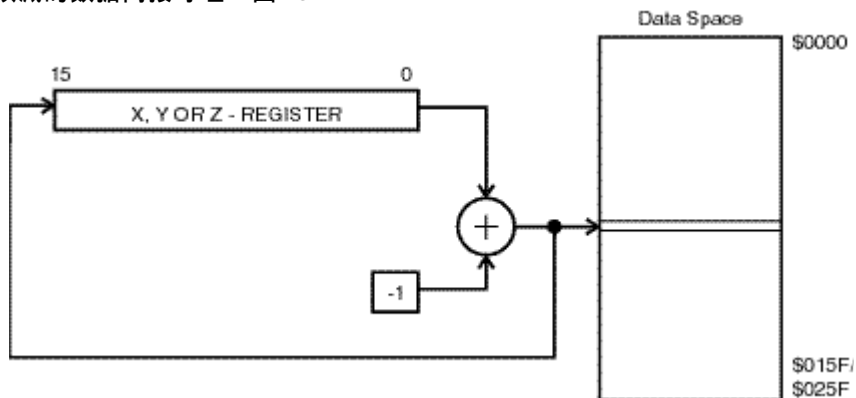 Data Space
$0000
15 0
X, Y OR Z - REGISTER
+
-1
$015F/
$025F